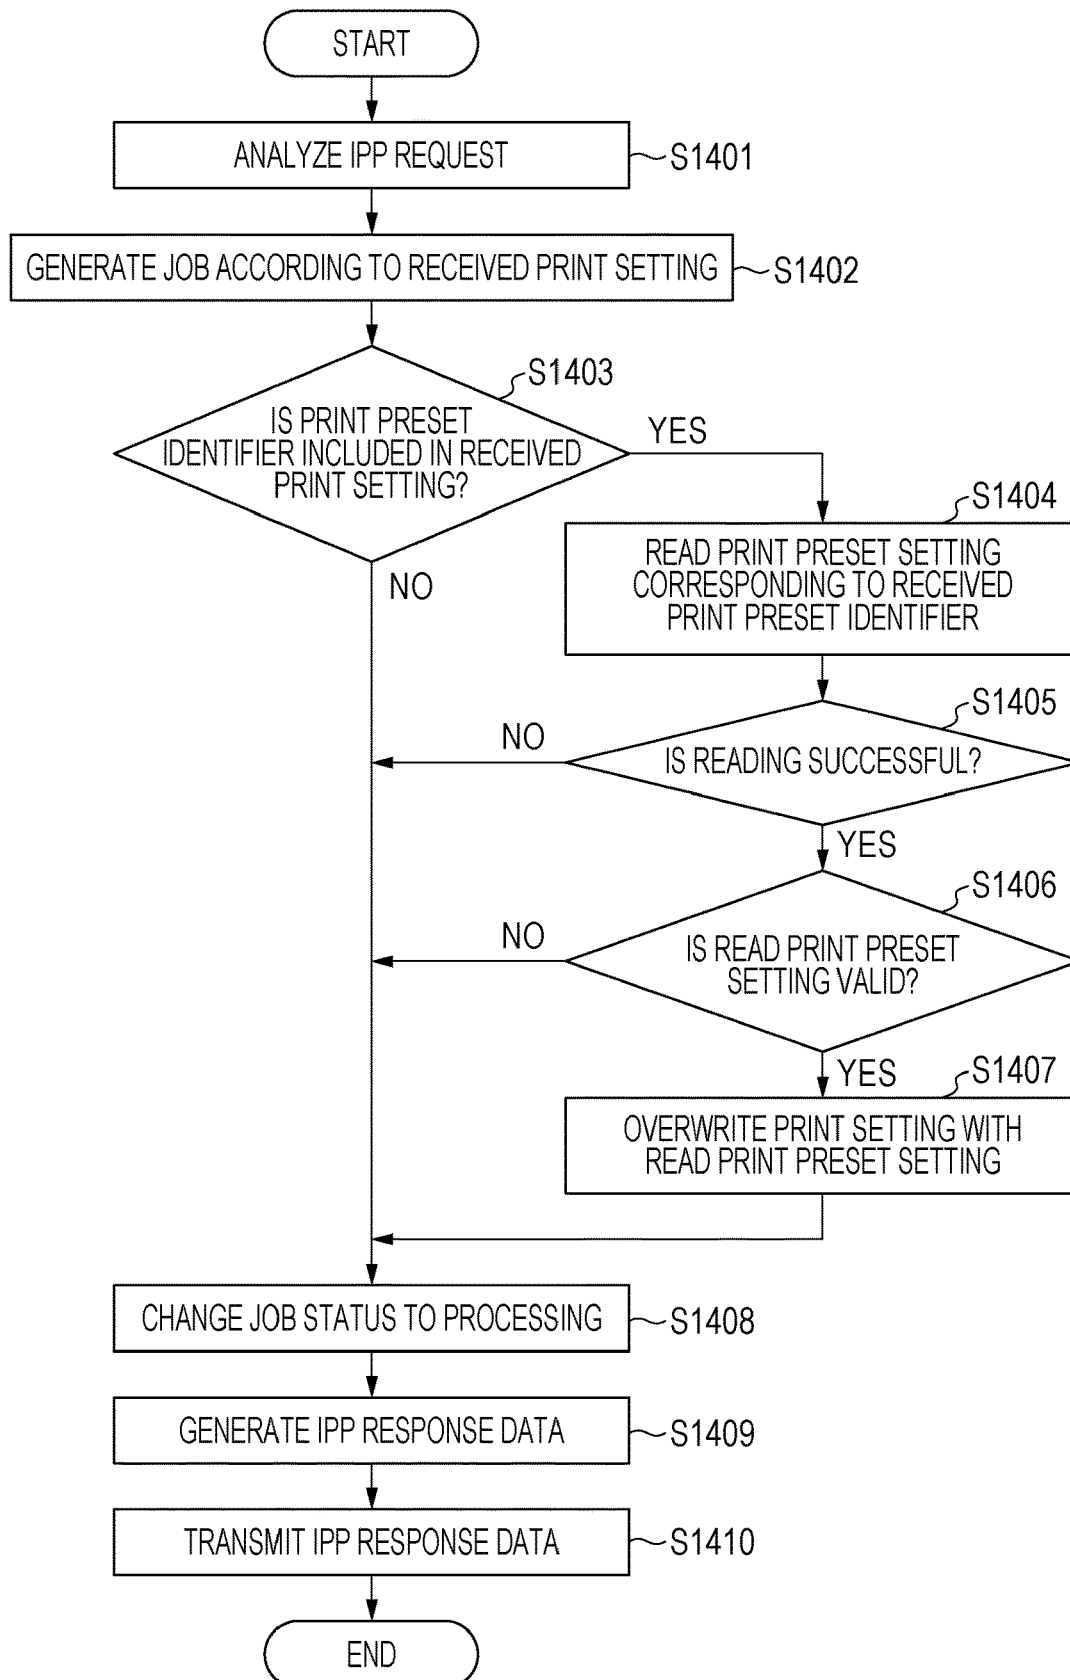 START
ANALYZE IPP REQUEST
S1401
GENERATE JOB ACCORDING TO RECEIVED PRINT SETTING
S1402
S1403
IS PRINT PRESET
IDENTIFIER INCLUDED IN RECEIVED
PRINT SETTING?
YES
NO
S1404
READ PRINT PRESET SETTING
CORRESPONDING TO RECEIVED
PRINT PRESET IDENTIFIER
S1405
IS READING SUCCESSFUL?
NO
YES
S1406
IS READ PRINT PRESET
SETTING VALID?
NO
YES
S1407
OVERWRITE PRINT SETTING WITH
READ PRINT PRESET SETTING
CHANGE JOB STATUS TO PROCESSING
S1408
GENERATE IPP RESPONSE DATA
S1409
TRANSMIT IPP RESPONSE DATA
S1410
END